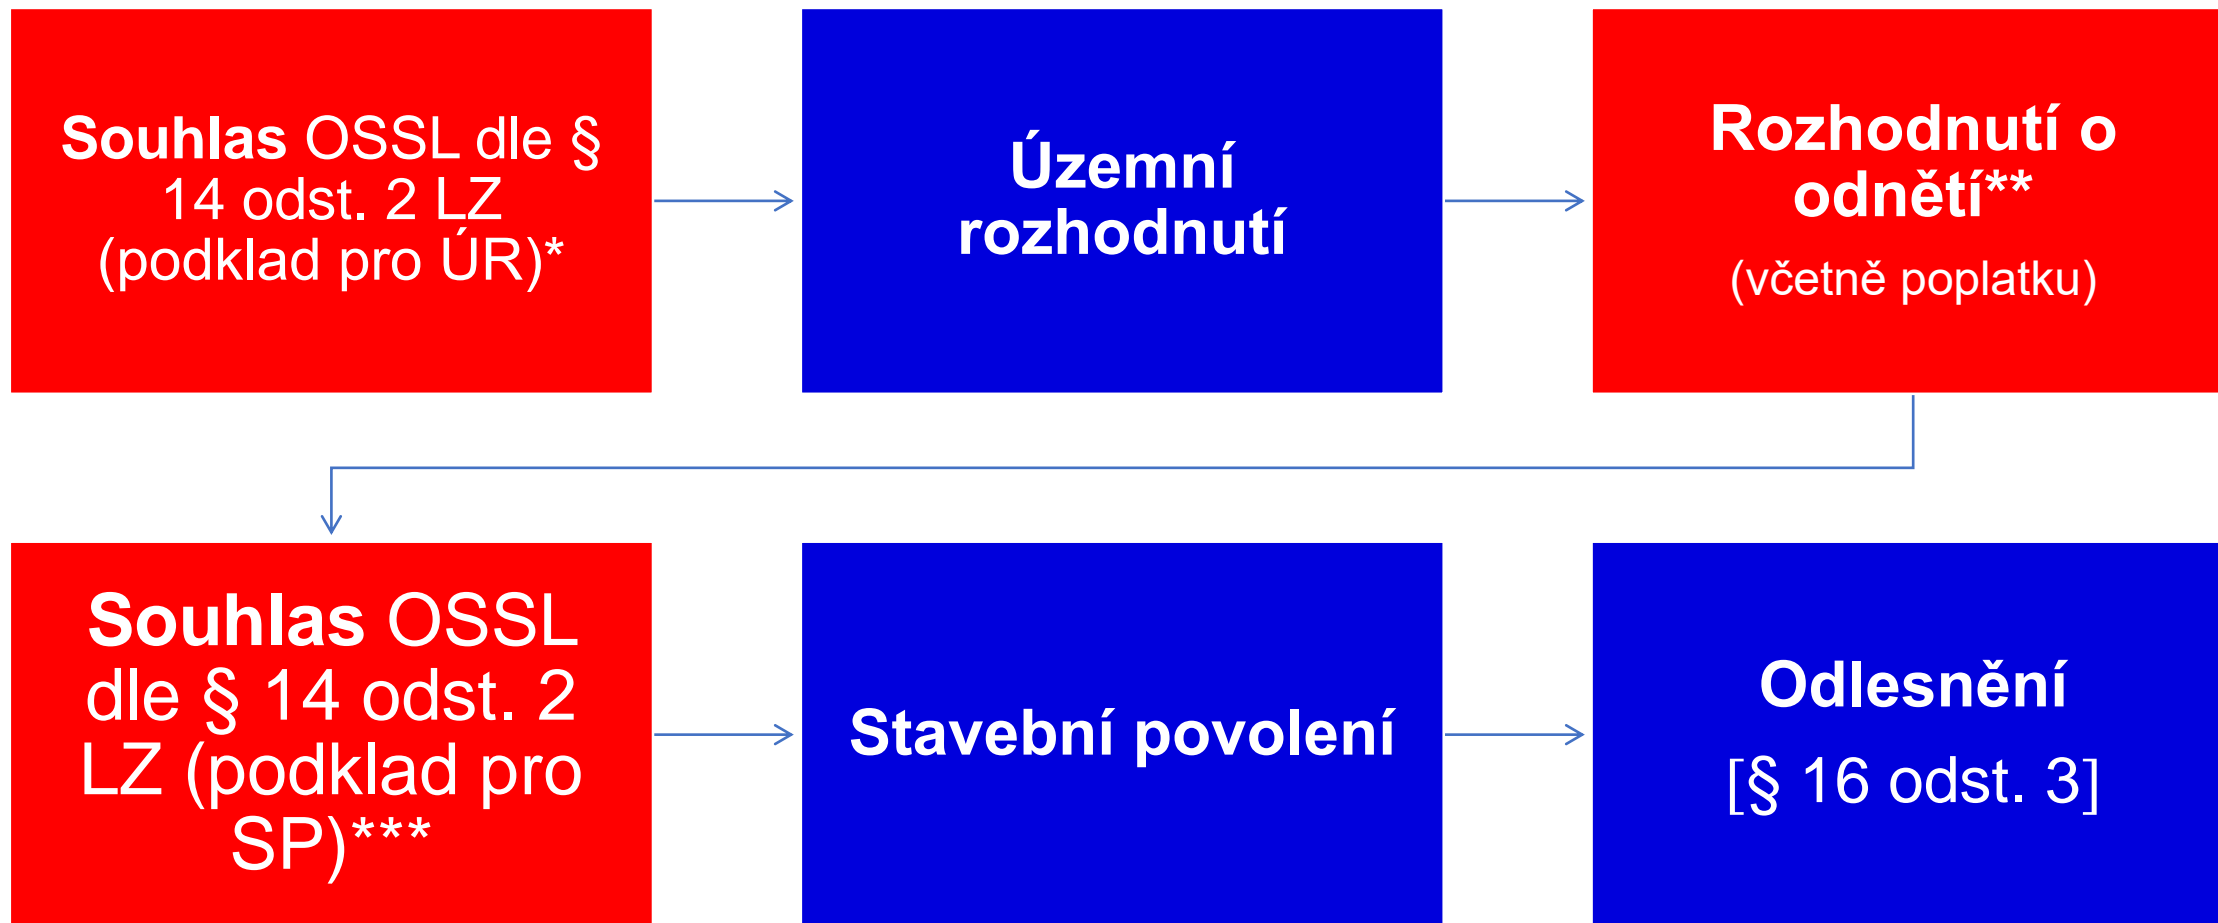 Souhlas OSSL dle §
14 odst. 2 LZ
(podklad pro ÚR)*
Územní
rozhodnutí
Rozhodnutí o
odnětí**
(včetně poplatku)
Souhlas OSSL
dle § 14 odst. 2
LZ (podklad pro
SP)***
Stavební povolení
Odlesnění
[§ 16 odst. 3]